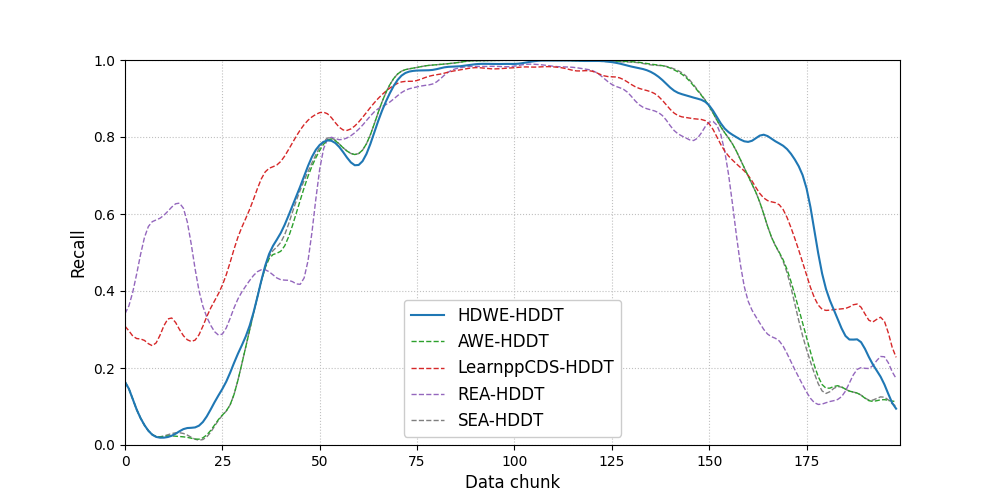 1.0
0.8
0.6
0.4
0.2
0.0
Recall
HDWE-HDDT
AWE-HDDT
LearnppCDS-HDDT
REA-HDDT
SEA-HDDT
0 25 50 75 100 125 150 175
Data chunk